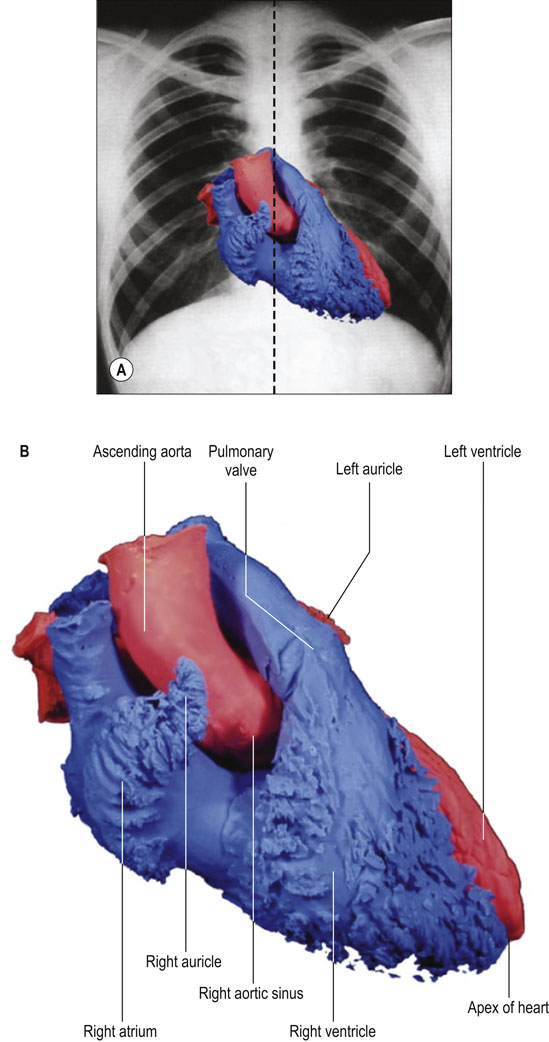 A
B
Ascending aorta
Pulmonary
valve
Left auricle
Left ventricle
Right auricle
Right aortic sinus
Apex of heart
Right atrium
Right ventricle